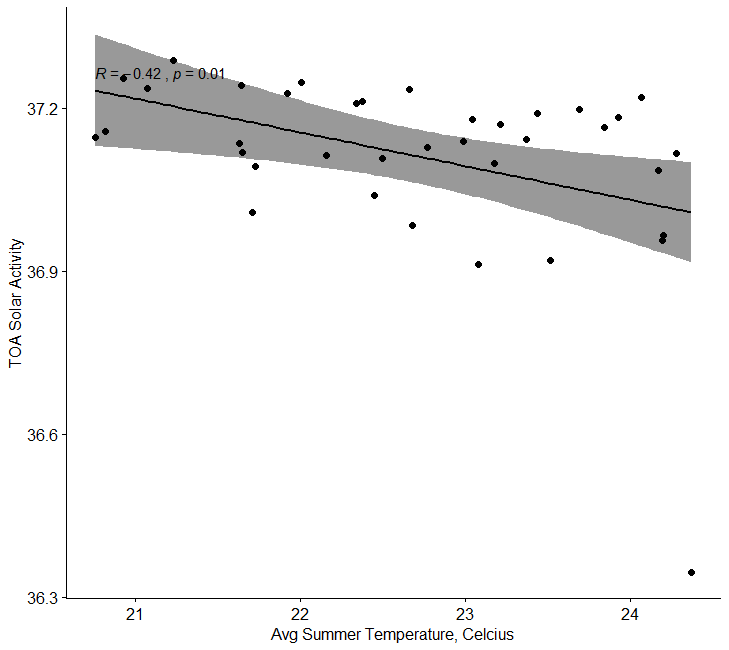 R = −0.42 , p = 0.01
37.2
36.9
36.6
36.3
TOA Solar Activity
21 22 23 24
Avg Summer Temperature, Celcius